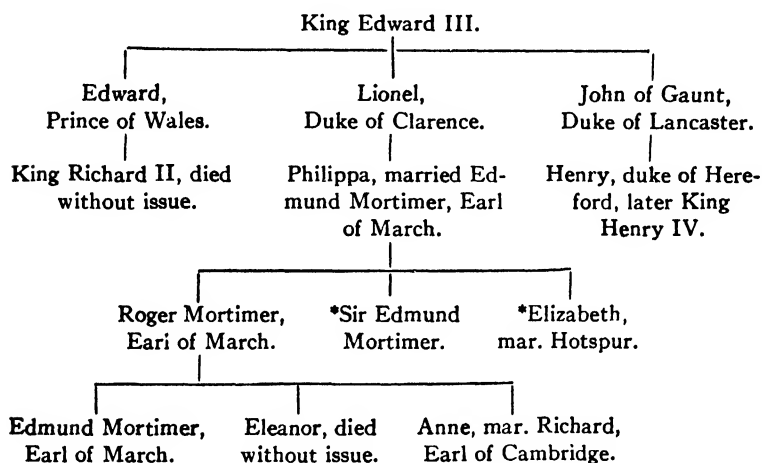 King Edward III.
Edward,
Prince of Wales.
Lionel,
Duke of Clarence.
John of Gaunt,
Duke of Lancaster.
King Richard II, died
without issue.
Philippa, married Ed-
mund Mortimer, Earl
of March.
Henry, duke of Here-
ford, later King
Henry IV.
Roger Mortimer,
Eari of March.
*Sir Edmund
Mortimer.
*Elizabeth,
mar. Hotspur.
Edmund Mortimer,
Earl of March.
Eleanor, died
without issue.
Anne, mar. Richard,
Earl of Cambridge.